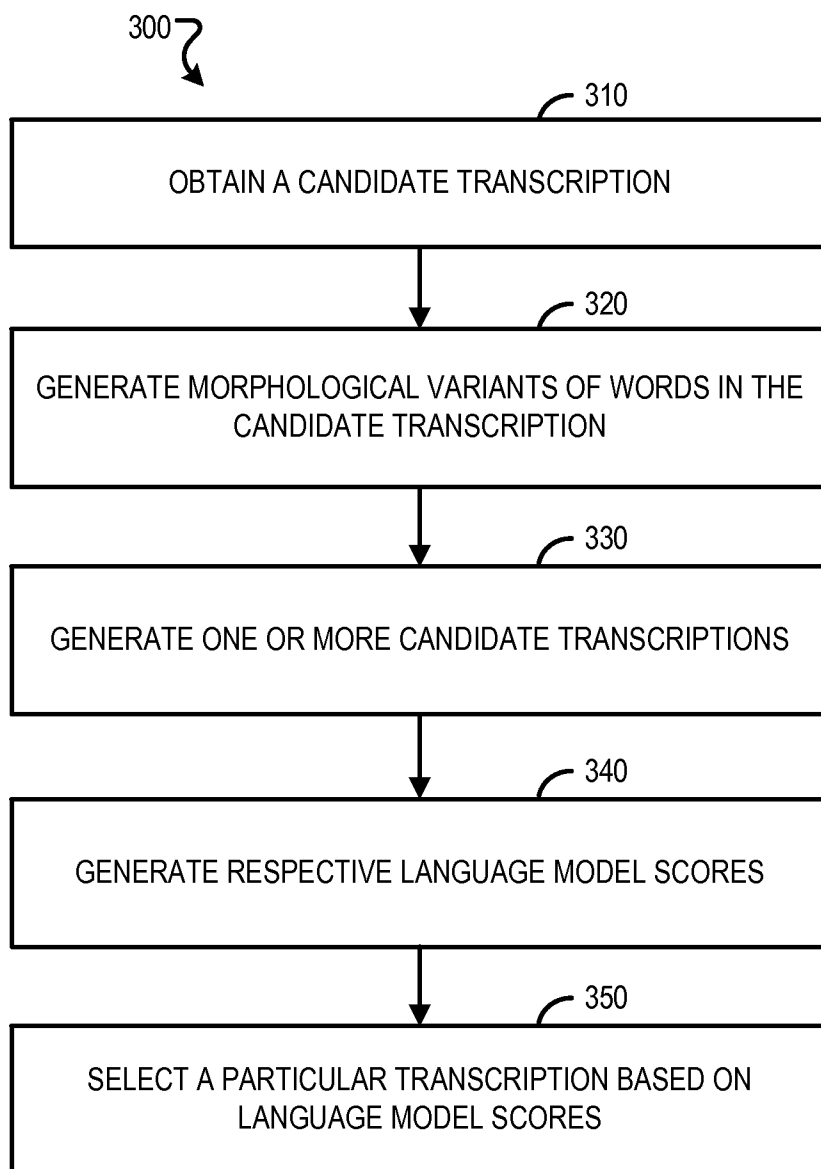 300
310
OBTAIN A CANDIDATE TRANSCRIPTION
320
GENERATE MORPHOLOGICAL VARIANTS OF WORDS IN THE
CANDIDATE TRANSCRIPTION
330
GENERATE ONE OR MORE CANDIDATE TRANSCRIPTIONS
340
GENERATE RESPECTIVE LANGUAGE MODEL SCORES
350
SELECT A PARTICULAR TRANSCRIPTION BASED ON
LANGUAGE MODEL SCORES